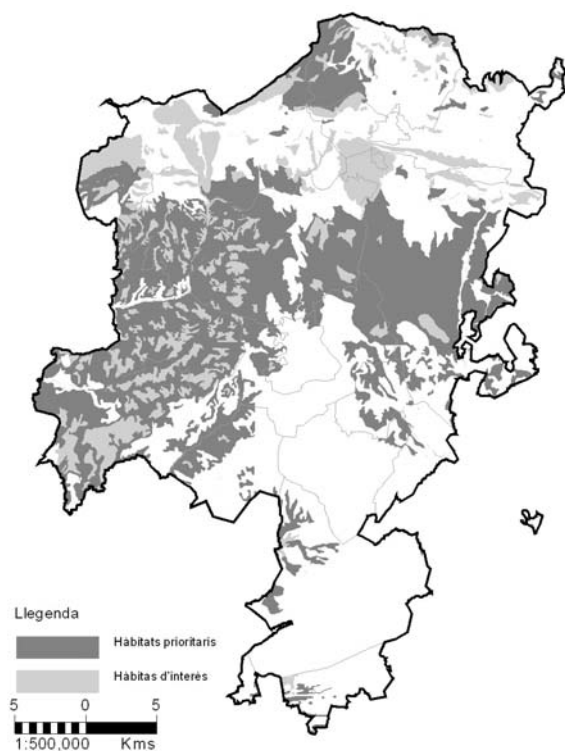 Llegenda
Hàbitats prioritaris
Hàbitas d'interès
5 0 5
1:500,000 Kms